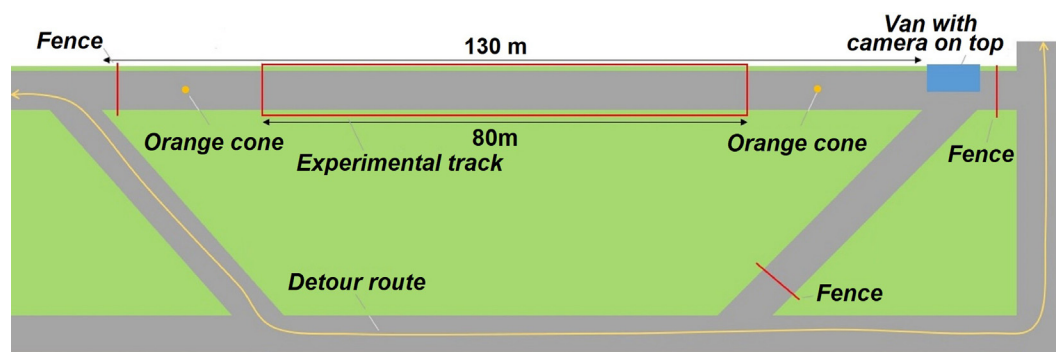 Fence
130 m
Van with
camera on top
Orange cone
80m
Experimental track
Orange cone
Fence
Detour route
Fence